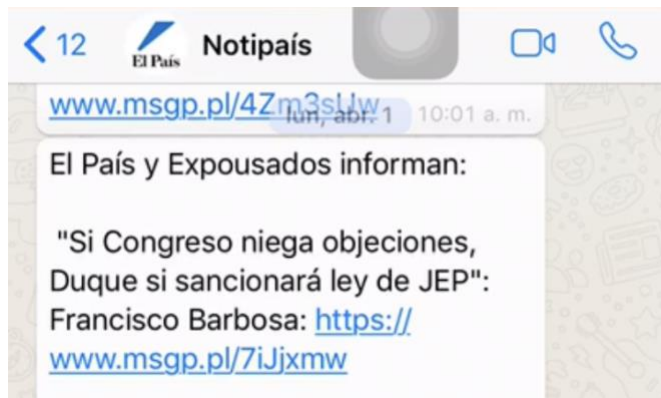 12
El País
Notipaís
www.msgp.pl/4Zm3sUw
lun, abr. 1
10:01 a. m.
El País y Expousados informan:
"Si Congreso niega objeciones,
Duque si sancionará ley de JEP":
Francisco Barbosa: https://
www.msgp.pl/7iJjxmw